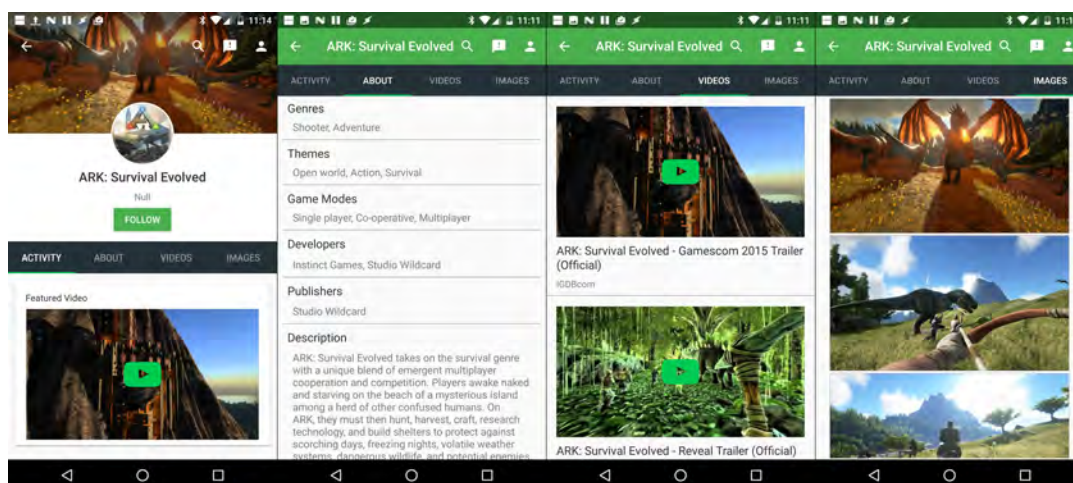 11:14
ARK: Survival Evolved
Null
FOLLOW
ACTIVITY ABOUT VIDEOS IMAGES
Featured Video
11:11
ARK: Survival Evolved
ACTIVITY ABOUT VIDEOS IMAGES
Genres
Shooter, Adventure
Themes
Open world, Action, Survival
Game Modes
Single player, Co-operative, Multiplayer
Developers
Instinct Games, Studio Wildcard
Publishers
Studio Wildcard
Description
ARK: Survival Evolved takes on the survival genre
with a unique blend of emergent multiplayer
cooperation and competition. Players awake naked
and starving on the beach of a mysterious island
among a herd of other confused humans. On
ARK, they must then hunt, harvest, craft, research
technology, and build shelters to protect against
scorching days, freezing nights, volatile weather
systems, dangerous wildlife, and potential enemies
11:11
ARK: Survival Evolved
ACTIVITY ABOUT VIDEOS IMAGES
ARK: Survival Evolved - Gamescom 2015 Trailer
(Official)
IGDBcom
ARK: Survival Evolved - Reveal Trailer (Official)
ARK: Survival Evolved
ACTIVITY ABOUT VIDEOS IMAGES